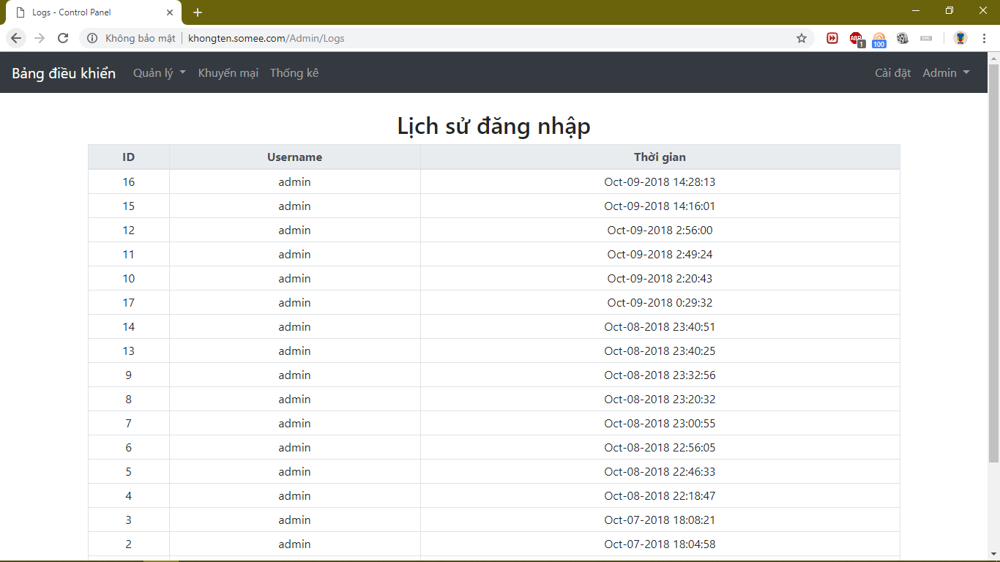 Logs - Control Panel
Không bảo mật khongten.somee.com/Admin/Logs
1 100
Bảng điều khiển Quản lý Khuyến mại Thống kê Cài đặt Admin
Lịch sử đăng nhập
ID Username Thời gian
16 admin Oct-09-2018 14:28:13
15 admin Oct-09-2018 14:16:01
12 admin Oct-09-2018 2:56:00
11 admin Oct-09-2018 2:49:24
10 admin Oct-09-2018 2:20:43
17 admin Oct-09-2018 0:29:32
14 admin Oct-08-2018 23:40:51
13 admin Oct-08-2018 23:40:25
9 admin Oct-08-2018 23:32:56
8 admin Oct-08-2018 23:20:32
7 admin Oct-08-2018 23:00:55
6 admin Oct-08-2018 22:56:05
5 admin Oct-08-2018 22:46:33
4 admin Oct-08-2018 22:18:47
3 admin Oct-07-2018 18:08:21
2 admin Oct-07-2018 18:04:58